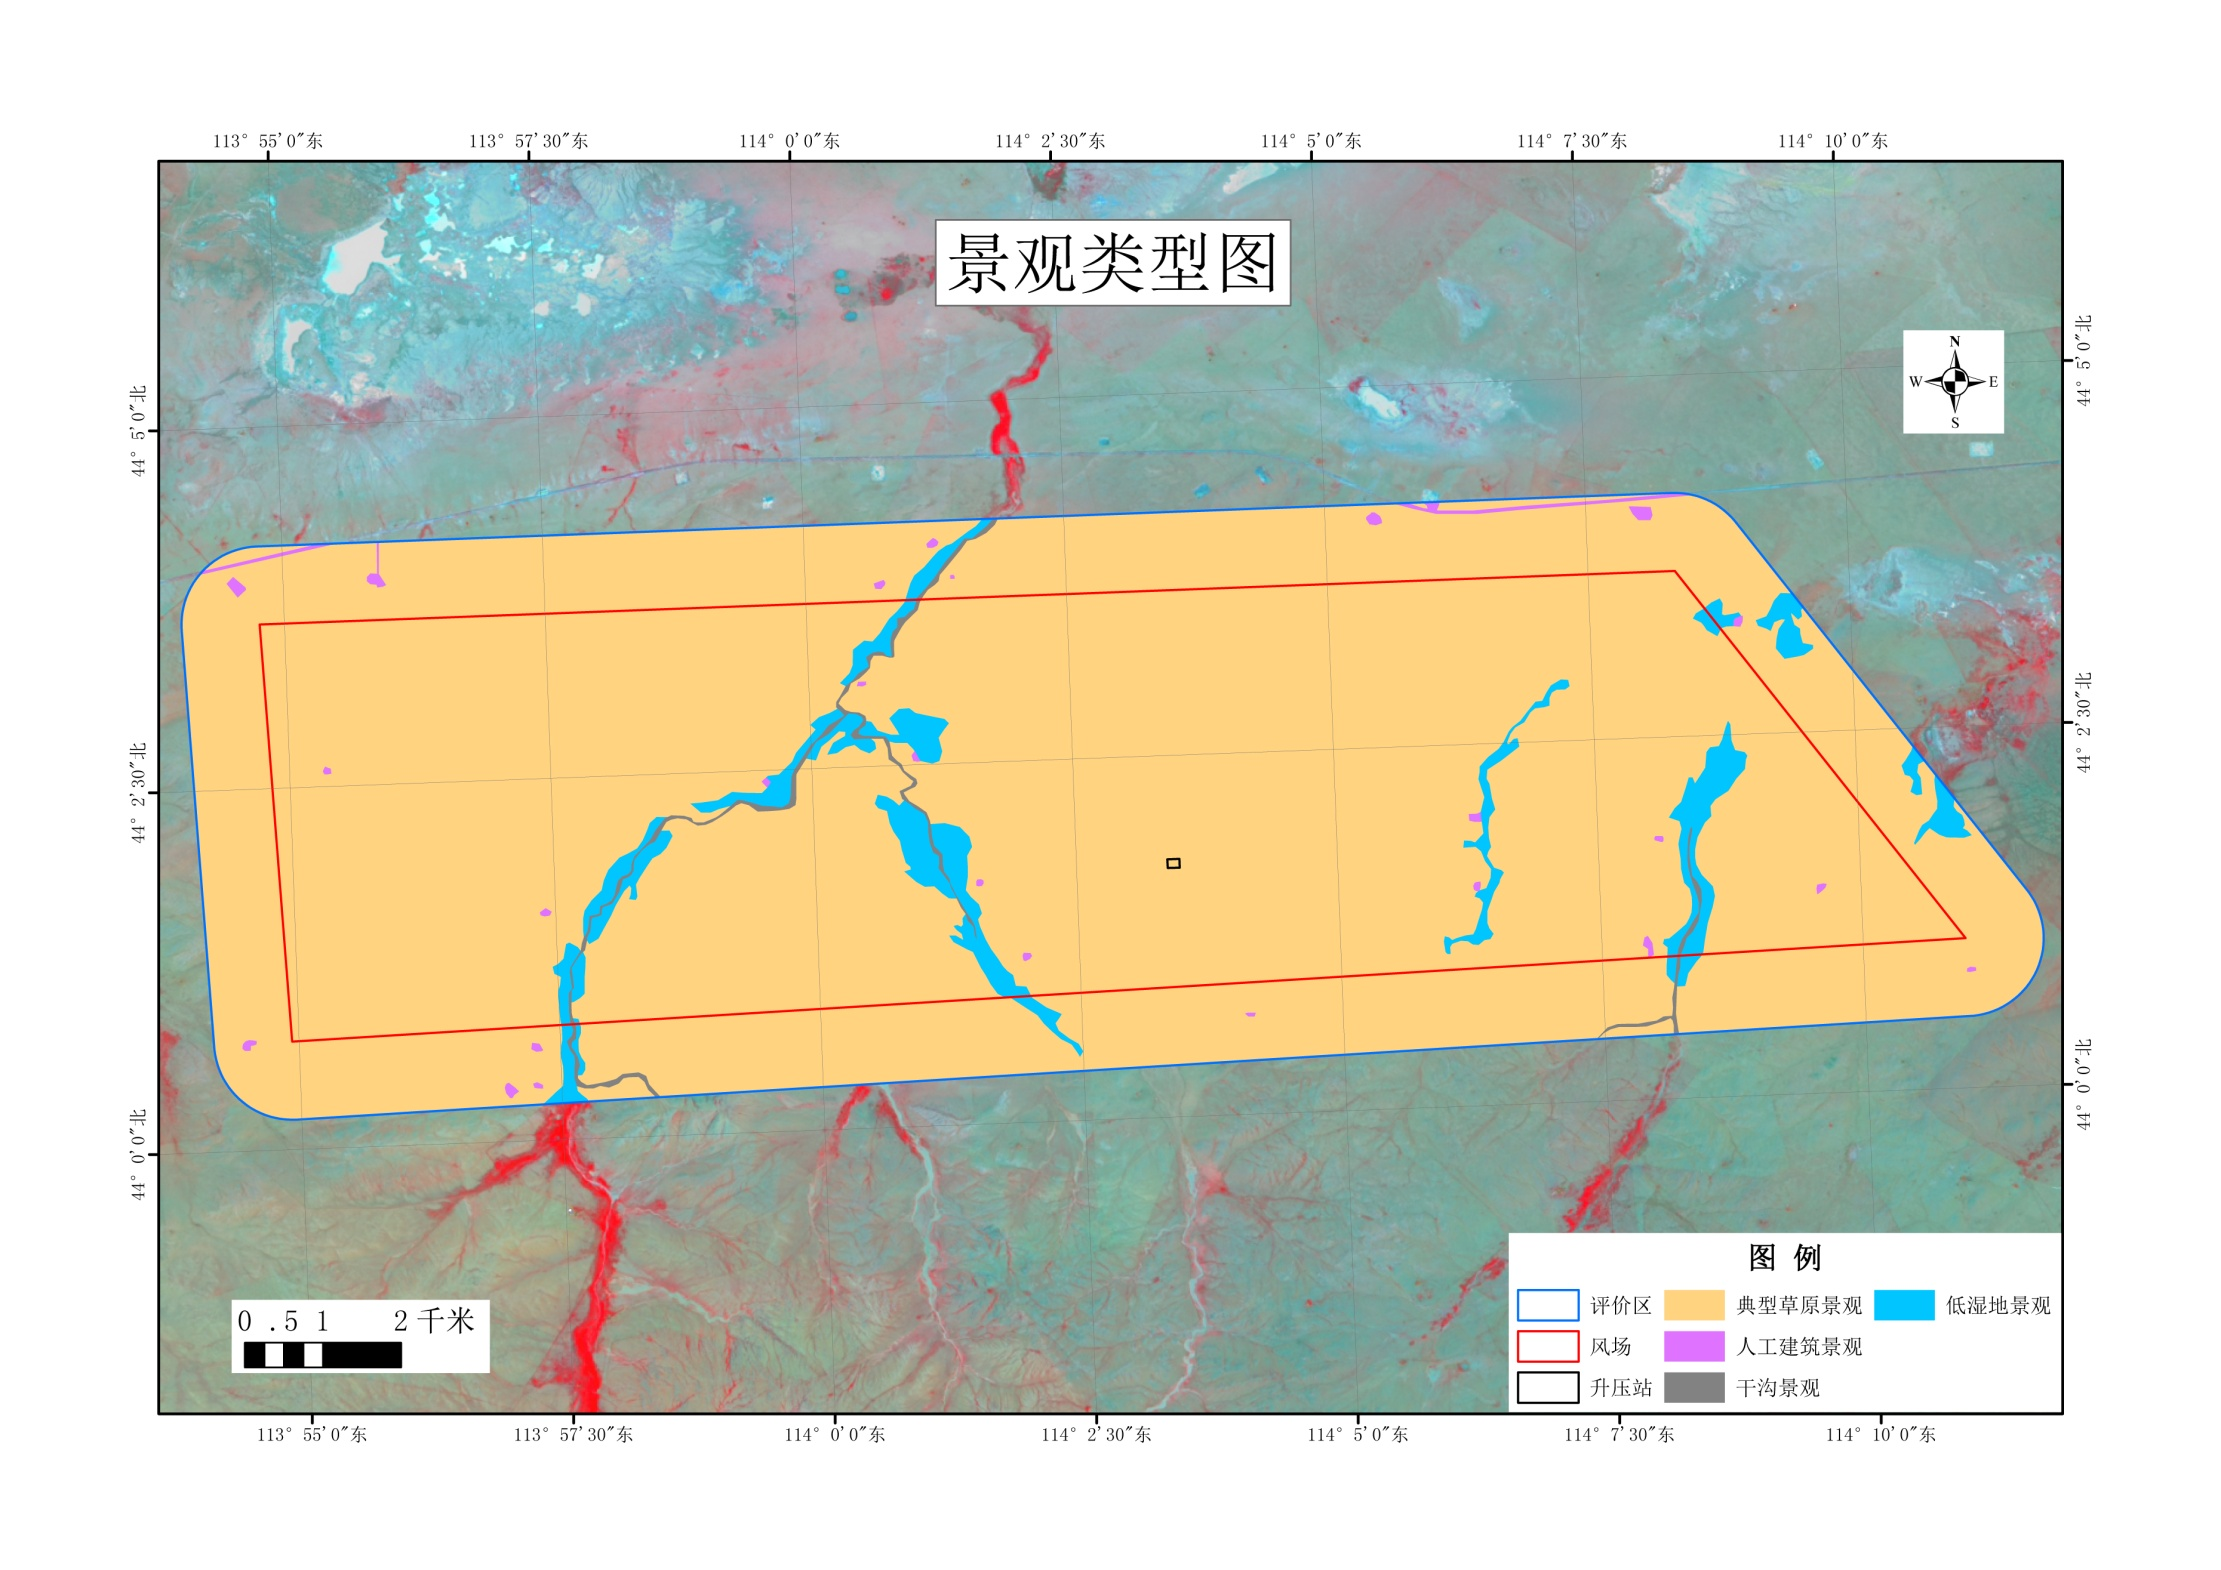 113° 55'0"东 113° 57'30"东 114° 0'0"东 114° 2'30"东 114° 5'0"东 114° 7'30"东 114° 10'0"东
景观类型图
N
W E
S
44° 5'0"北
44° 2'30"北
44° 0'0"北
44° 5'0"北
44° 2'30"北
44° 0'0"北
0 .5 1 2 千米
图 例
评价区 典型草原景观 低湿地景观
风场 人工建筑景观
升压站 干沟景观
113° 55'0"东 113° 57'30"东 114° 0'0"东 114° 2'30"东 114° 5'0"东 114° 7'30"东 114° 10'0"东